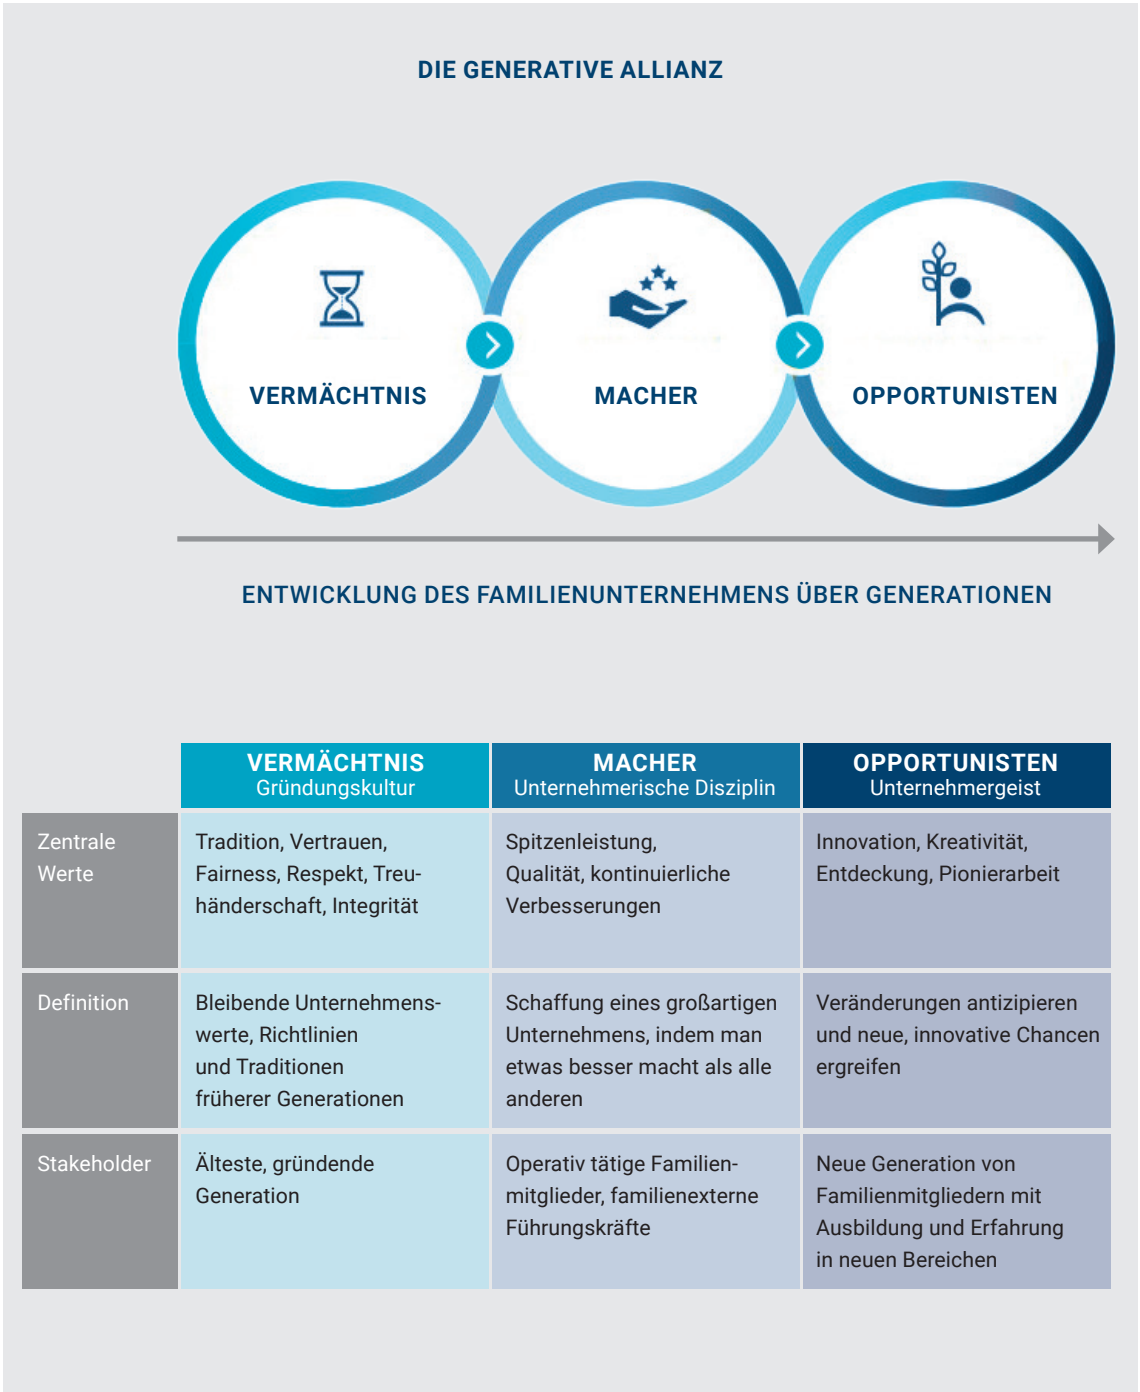 DIE GENERATIVE ALLIANZ
VERMÄCHTNIS
MACHER
OPPORTUNISTEN
ENTWICKLUNG DES FAMILIENUNTERNEHMENS ÜBER GENERATIONEN
VERMÄCHTNIS
Gründungskultur
MACHER
Unternehmerische Disziplin
OPPORTUNISTEN
Unternehmergeist
Zentrale
Werte
Tradition, Vertrauen,
Fairness, Respekt, Treu-
händerschaft, Integrität
Spitzenleistung,
Qualität, kontinuierliche
Verbesserungen
Innovation, Kreativität,
Entdeckung, Pionierarbeit
Definition
Bleibende Unternehmens-
werte, Richtlinien
und Traditionen
früherer Generationen
Schaffung eines großartigen
Unternehmens, indem man
etwas besser macht als alle
anderen
Veränderungen antizipieren
und neue, innovative Chancen
ergreifen
Stakeholder
Älteste, gründende
Generation
Operativ tätige Familien-
mitglieder, familienexterne
Führungskräfte
Neue Generation von
Familienmitgliedern mit
Ausbildung und Erfahrung
in neuen Bereichen